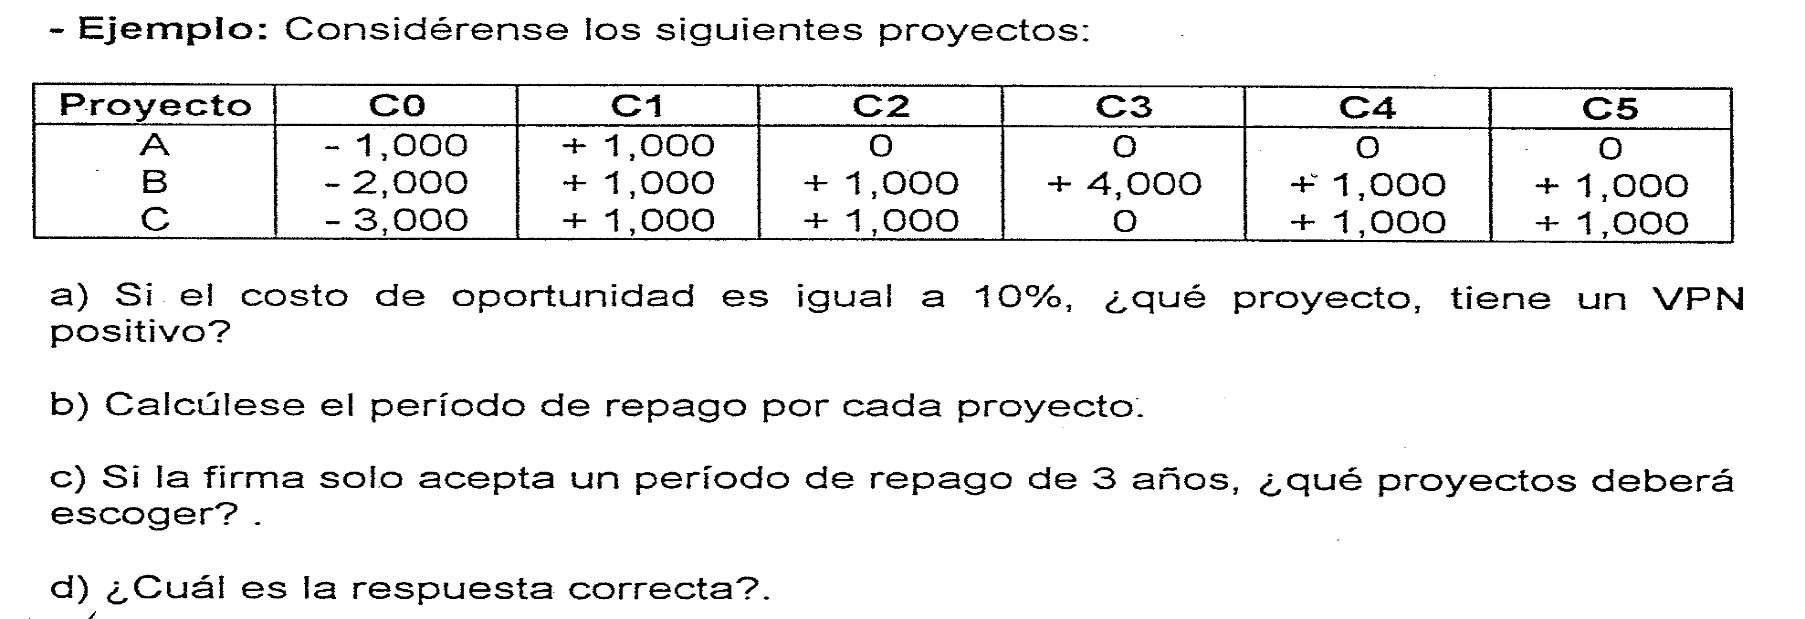 - Ejemplo: Considérense los siguientes proyectos:
Proyecto C0 C1 C2 C3 C4 C5
A - 1,000 + 1,000 0 0 0 0
B - 2,000 + 1,000 + 1,000 + 4,000 + 1,000 + 1,000
C - 3,000 + 1,000 + 1,000 0 + 1,000 + 1,000
a) Si el costo de oportunidad es igual a 10%, ¿qué proyecto, tiene un VPN
positivo?
b) Calcúlese el período de repago por cada proyecto.
c) Si la firma solo acepta un período de repago de 3 años, ¿qué proyectos deberá
escoger? .
d) ¿Cuál es la respuesta correcta?.